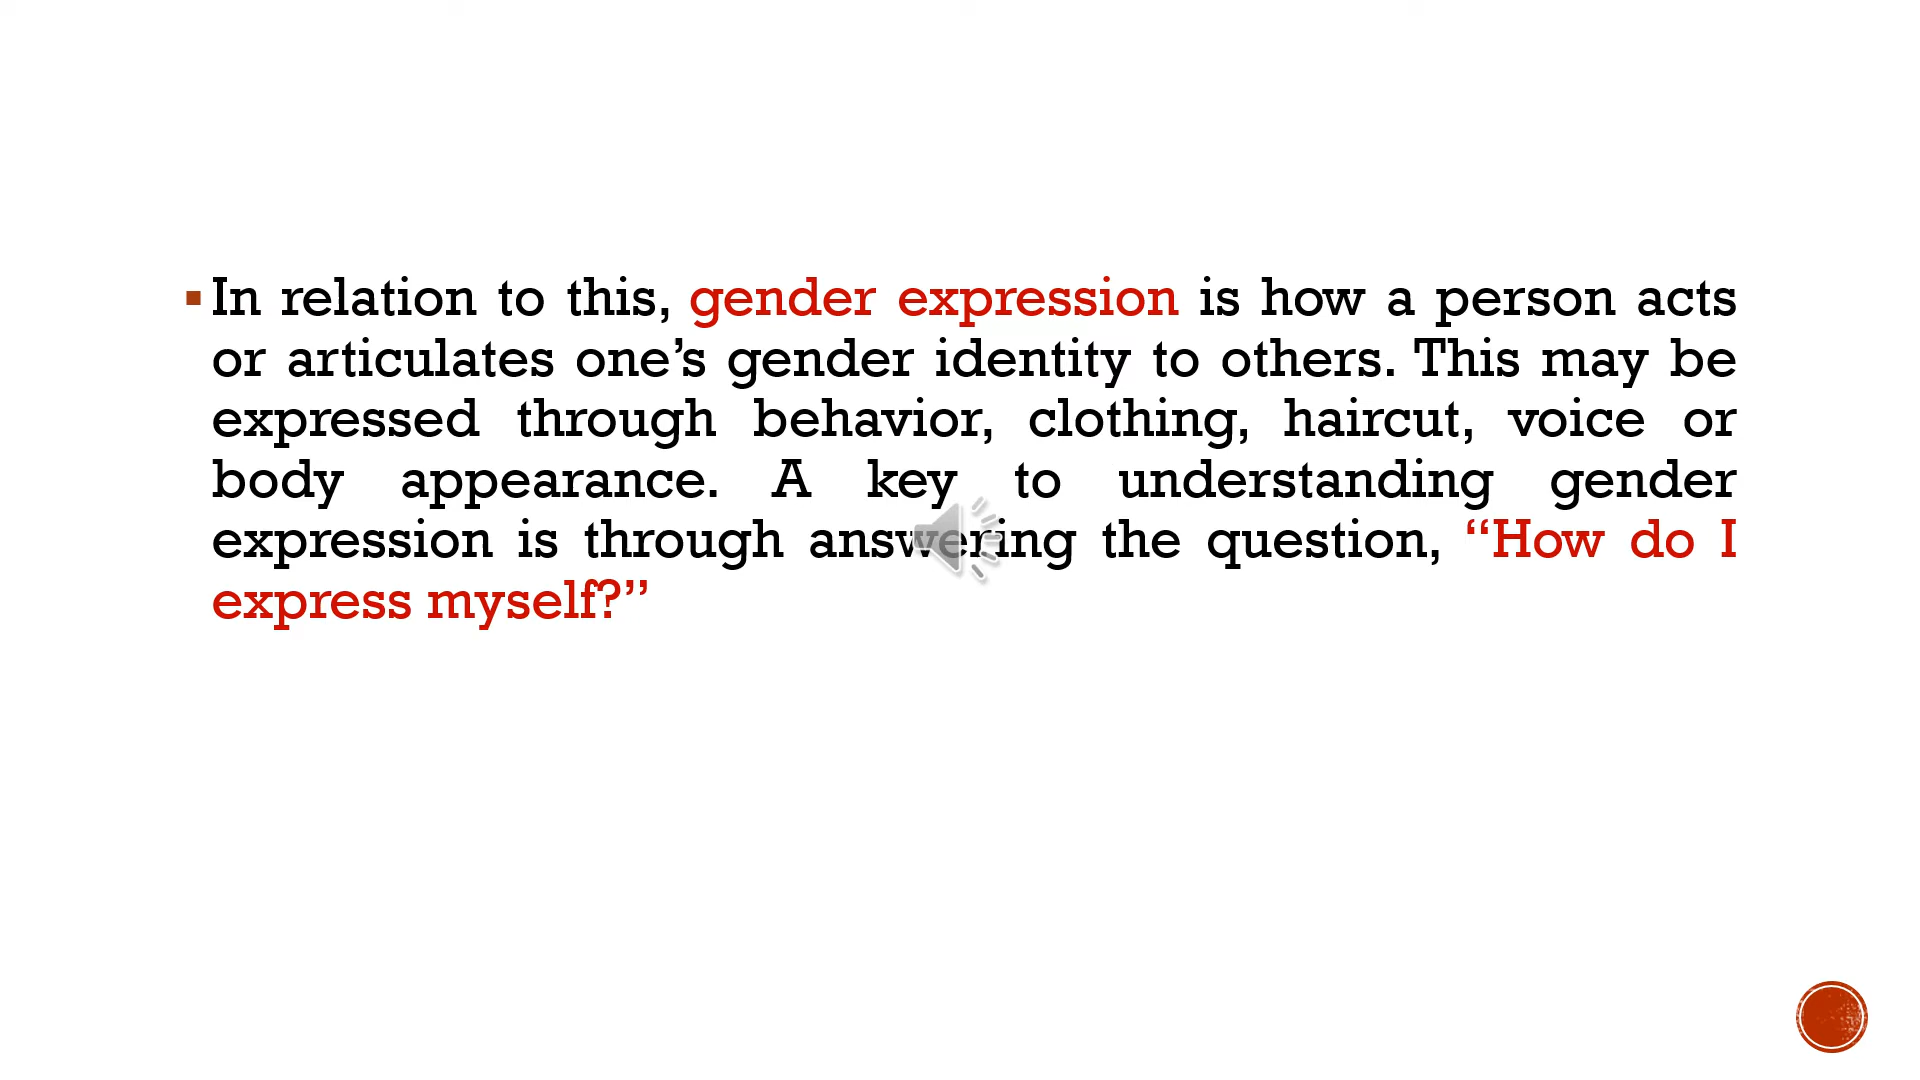 In relation to this, gender expression is how a person acts
or articulates one’s gender identity to others. This may be
expressed through behavior, clothing, haircut, voice or
body appearance. A key to understanding gender
expression is through answering the question, “How do I
express myself?”